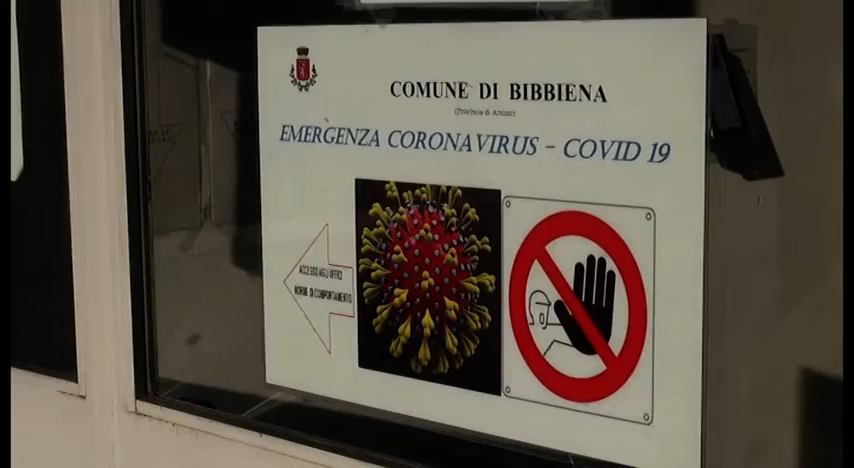 COMUNE DI BIBBIENA
(Provincia di Arezzo)
EMERGENZA CORONAVIRUS - COVID 19
ACCESSO AGLI UFFICI
NORME DI COMPORTAMENTO